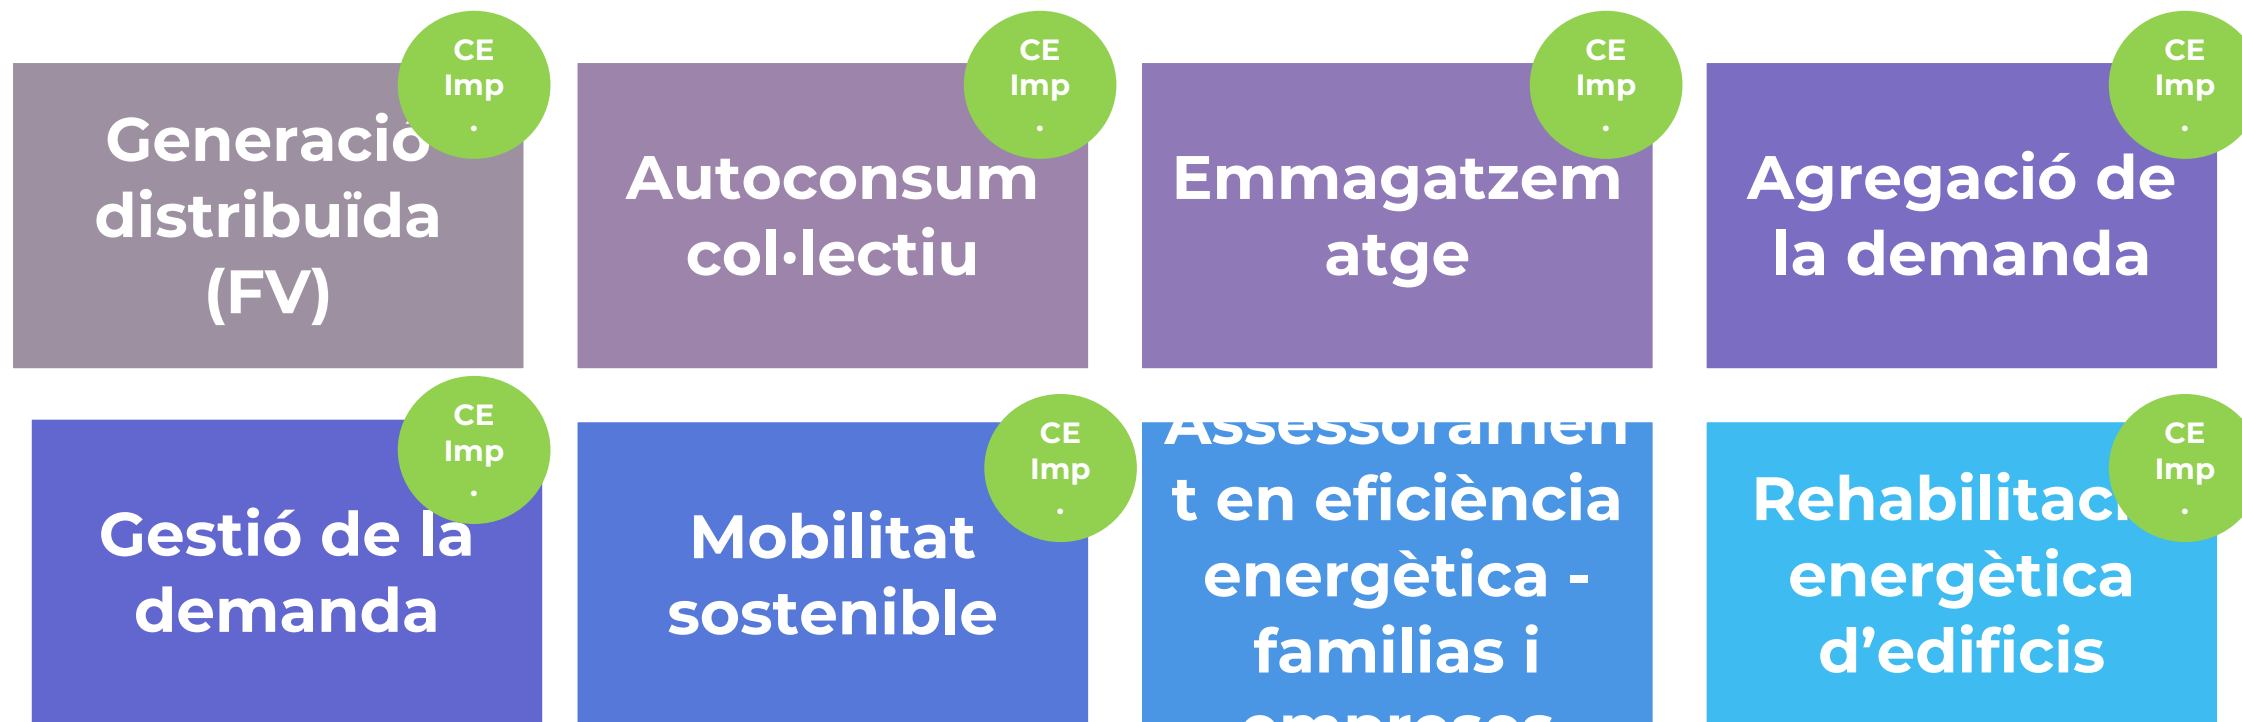 CE
Imp
.
Generació
distribuïda
(FV)
CE
Imp
.
Autoconsum
col·lectiu
CE
Imp
.
Emmagatzem
atge
CE
Imp
.
Agregació de
la demanda
CE
Imp
.
Gestió de la
demanda
CE
Imp
.
Mobilitat
sostenible
Assessoramen
t en eficiència
energètica -
familias i
empreses
CE
Imp
.
Rehabilitaci
energètica
d’edificis